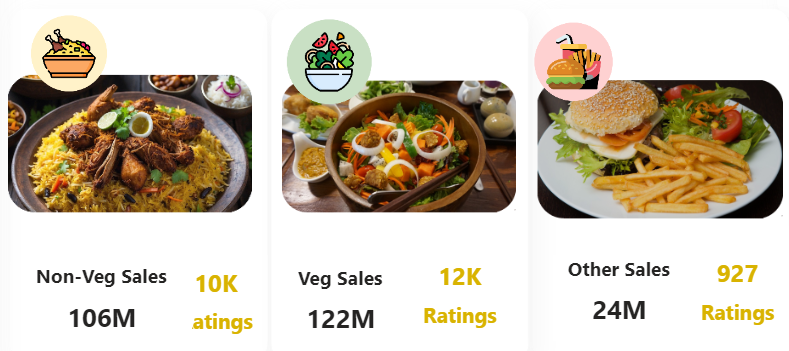 Non-Veg Sales
106M
10K
atings
Veg Sales
122M
12K
Ratings
Other Sales
24M
927
Ratings